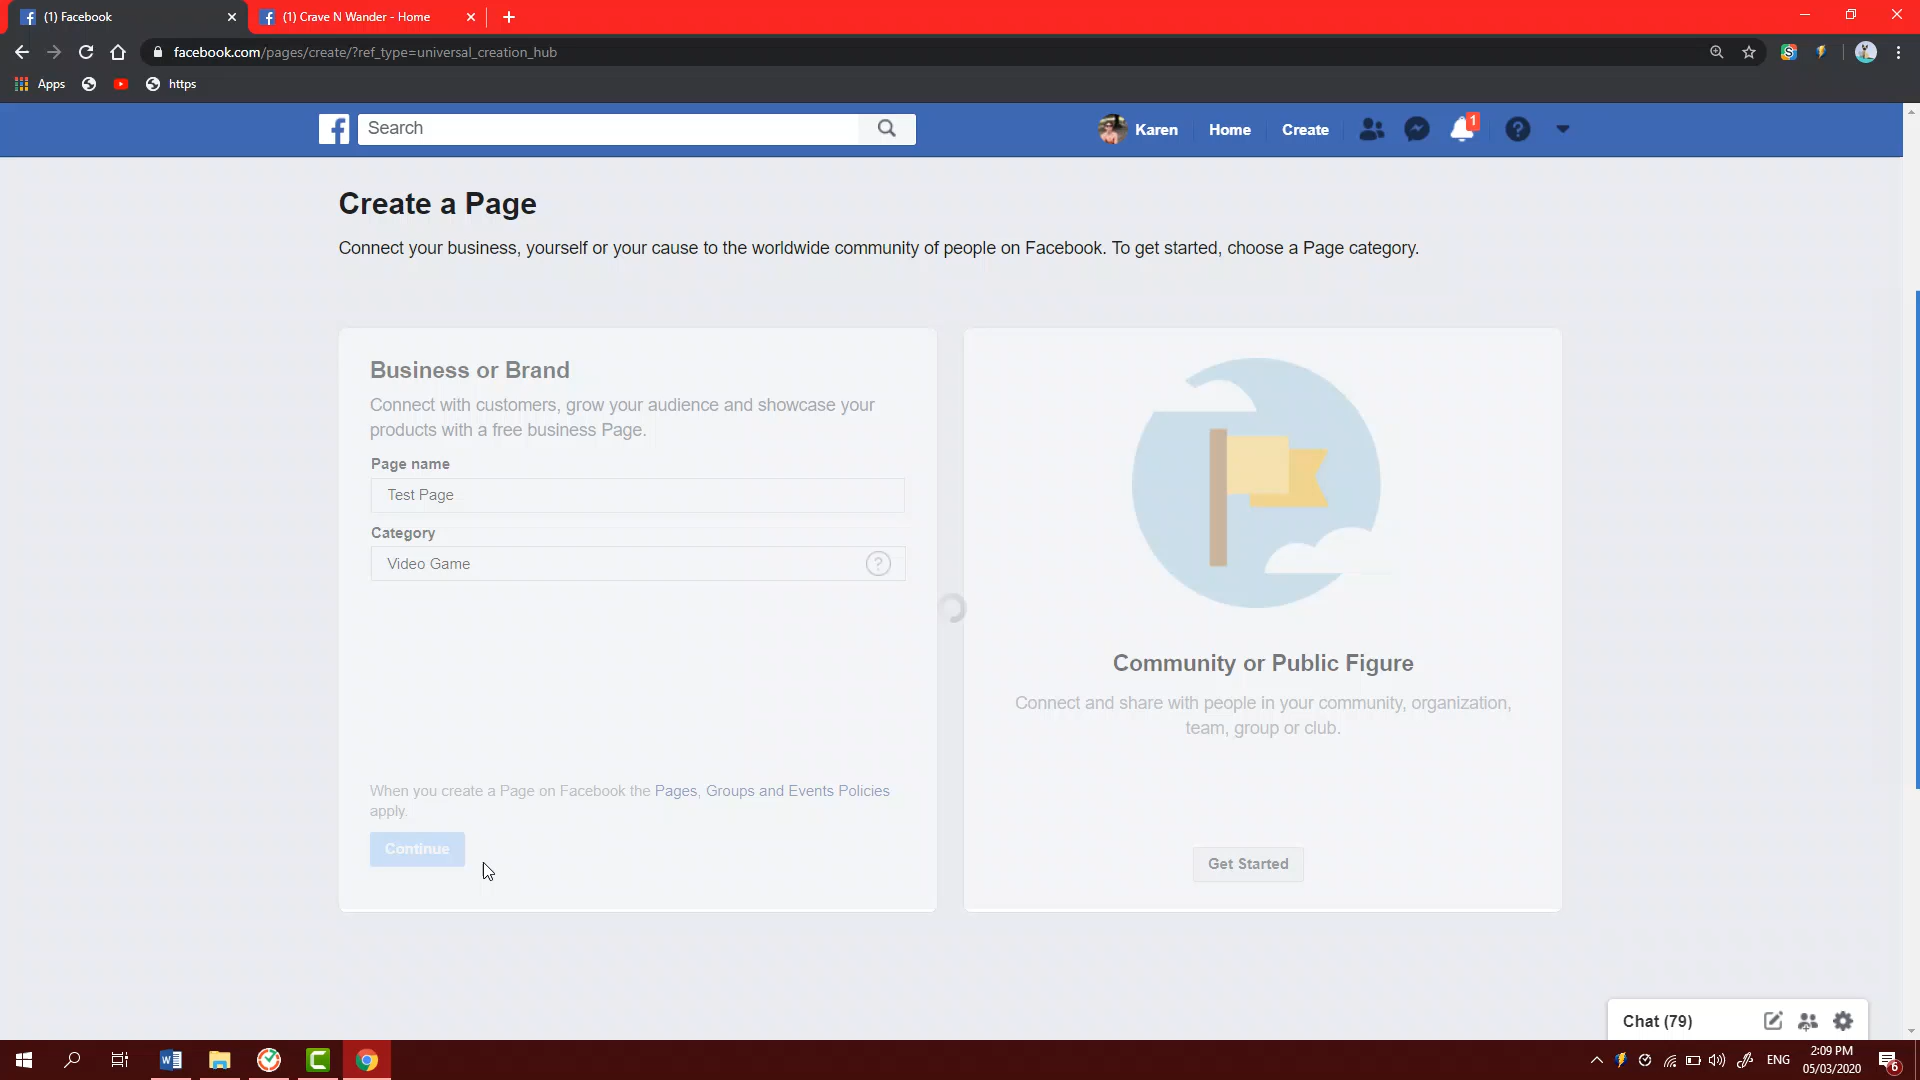 (1) Facebook
(1) Crave N Wander - Home
facebook.com/pages/create/?ref_type=universal_creation_hub
Apps
https
Search
Karen
Home
Create
1
Create a Page
Connect your business, yourself or your cause to the worldwide community of people on Facebook. To get started, choose a Page category.
Business or Brand
Connect with customers, grow your audience and showcase your
products with a free business Page.
Page name
Test Page
Category
Video Game
?
When you create a Page on Facebook the Pages, Groups and Events Policies
apply.
Continue
Community or Public Figure
Connect and share with people in your community, organization,
team, group or club.
Get Started
Chat (79)
ENG
2:09 PM
05/03/2020
6